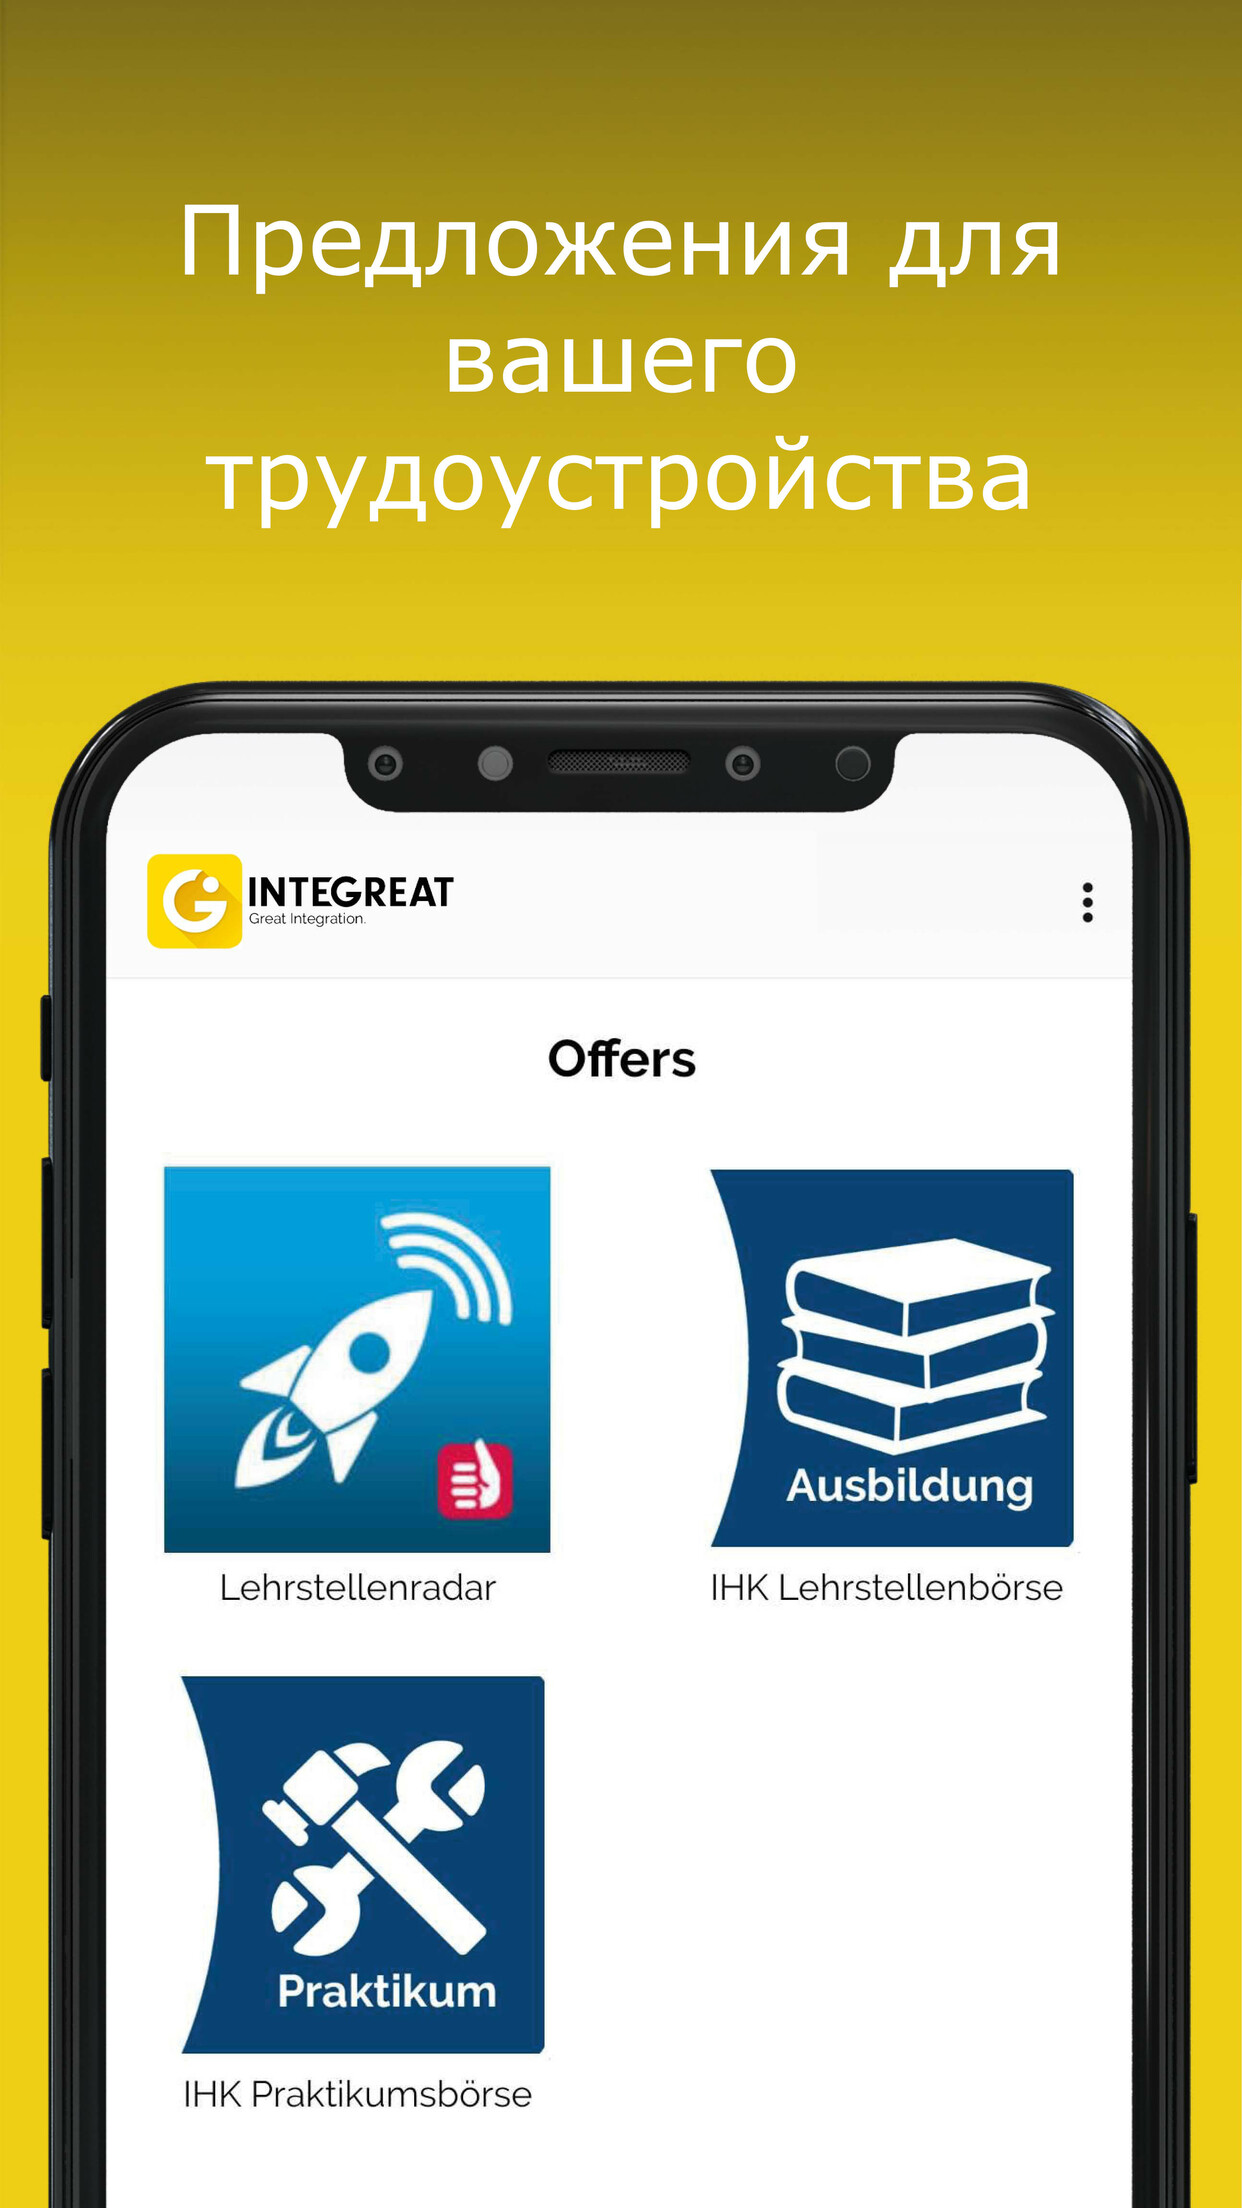 Предложения для
вашего
трудоустройства
INTEGREAT
Great Integration.
Offers
Ausbildung
Lehrstellenradar
IHK Lehrstellenbörse
Praktikum
IHK Praktikumsbörse